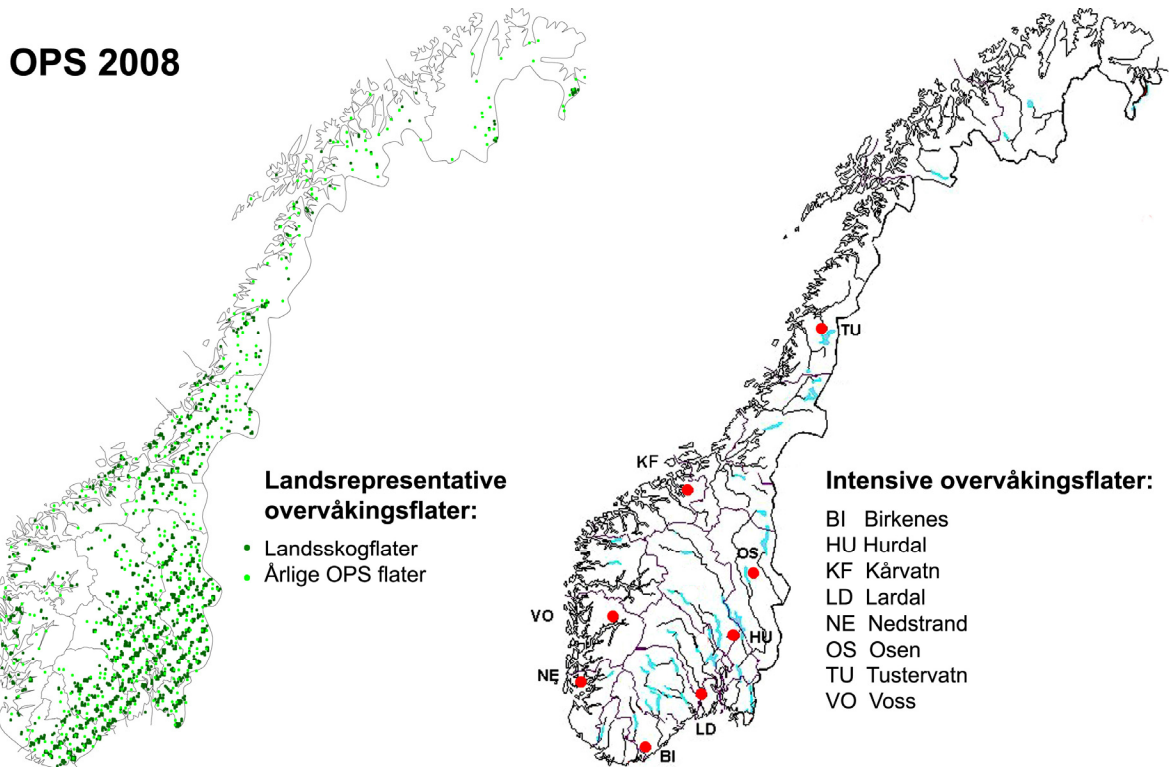 OPS 2008
Landsrepresentative
overvåkingsflater:
Landsskogflater
Årlige OPS flater
TU
KF
OS
VO
HU
NE
LD
BI
Intensive overvåkingsflater:
BI Birkenes
HU Hurdal
KF Kårvatn
LD Lardal
NE Nedstrand
OS Osen
TU Tustervatn
VO Voss